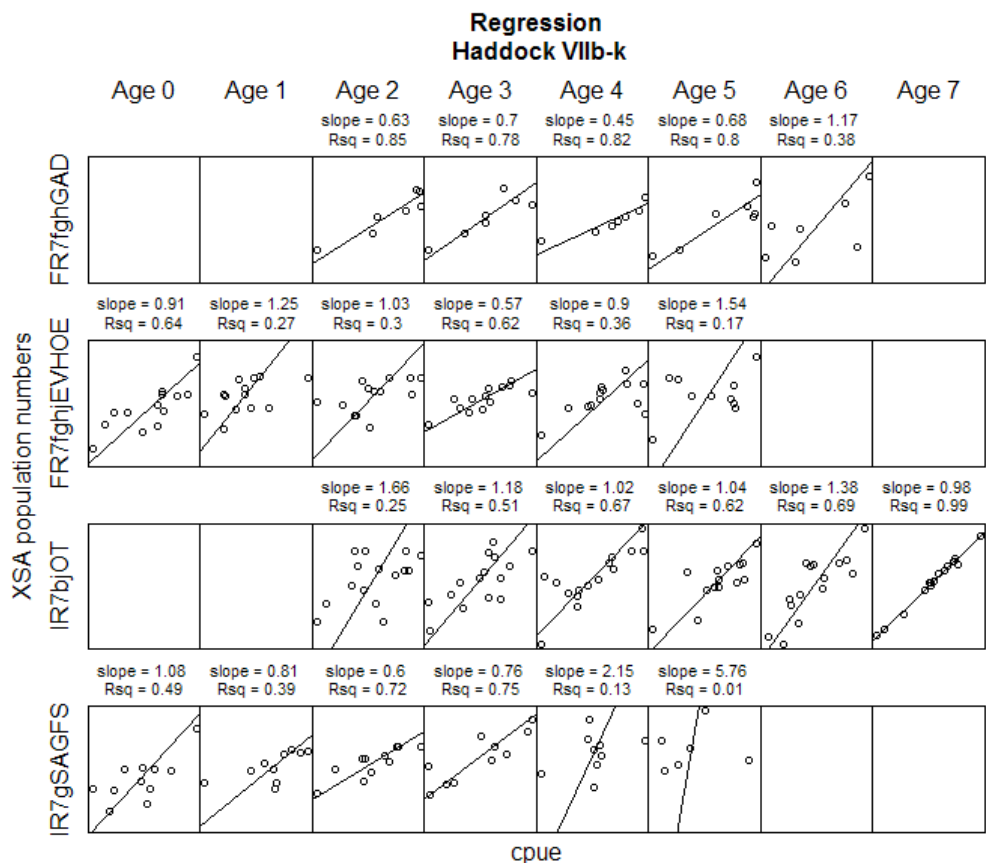 Regression
Haddock VIIb-k
Age 0 Age 1 Age 2 Age 3 Age 4 Age 5 Age 6 Age 7
slope = 0.63 slope = 0.7 slope = 0.45 slope = 0.68 slope = 1.17
Rsq = 0.85 Rsq = 0.78 Rsq = 0.82 Rsq = 0.8 Rsq = 0.38
FR7fghGAD
slope = 0.91 slope = 1.25 slope = 1.03 slope = 0.57 slope = 0.9 slope = 1.54
Rsq = 0.64 Rsq = 0.27 Rsq = 0.3 Rsq = 0.62 Rsq = 0.36 Rsq = 0.17
FR7fghjEVHOE
XSA population numbers
slope = 1.66 slope = 1.18 slope = 1.02 slope = 1.04 slope = 1.38 slope = 0.98
Rsq = 0.25 Rsq = 0.51 Rsq = 0.67 Rsq = 0.62 Rsq = 0.69 Rsq = 0.99
IR7bjOT
slope = 1.08 slope = 0.81 slope = 0.6 slope = 0.76 slope = 2.15 slope = 5.76
Rsq = 0.49 Rsq = 0.39 Rsq = 0.72 Rsq = 0.75 Rsq = 0.13 Rsq = 0.01
IR7gSAGFS
cpue